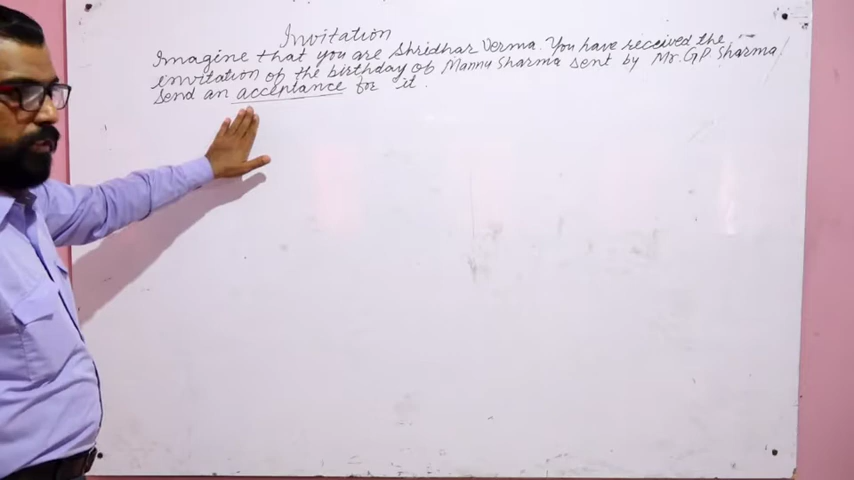 Invitation
Imagine that you are Shridhar Verma. You have received the
invitation of the birthday of Mannu Sharma sent by Mr. G.P. Sharma
Send an acceptance for it.